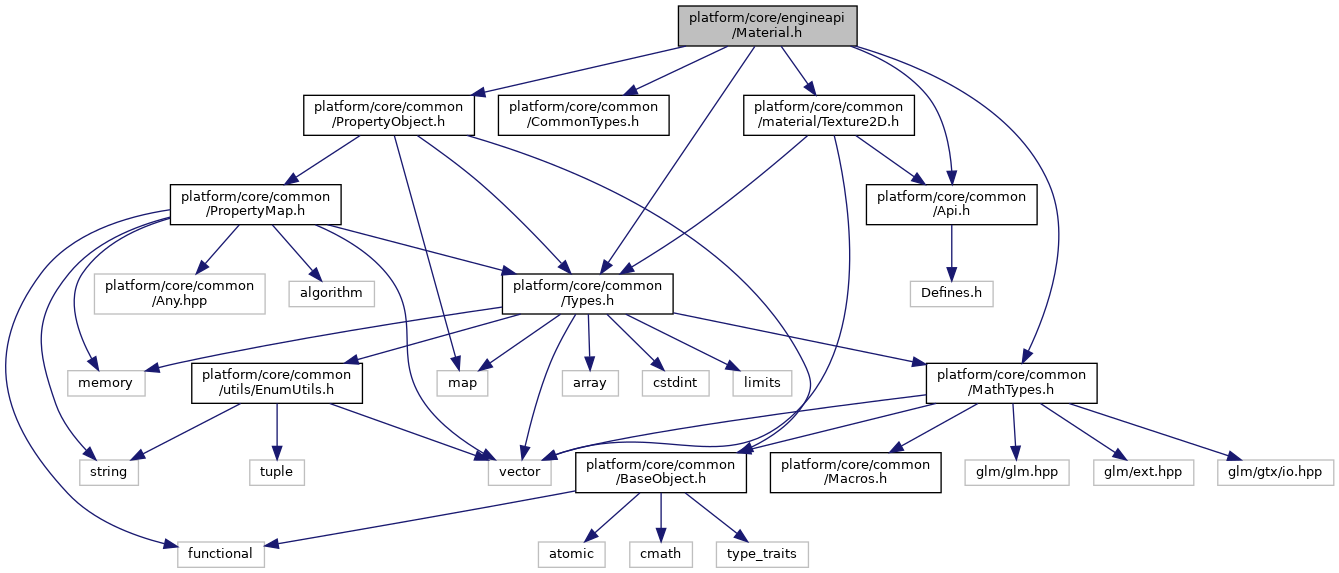 platform/core/engineapi
/Material.h
platform/core/common
/PropertyObject.h
platform/core/common
/CommonTypes.h
platform/core/common
/material/Texture2D.h
platform/core/common
/PropertyMap.h
platform/core/common
/Api.h
platform/core/common
/Any.hpp
algorithm
platform/core/common
/Types.h
Defines.h
memory
platform/core/common
/utils/EnumUtils.h
map
array
cstdint
limits
platform/core/common
/MathTypes.h
string
tuple
vector
platform/core/common
/BaseObject.h
platform/core/common
/Macros.h
glm/glm.hpp
glm/ext.hpp
glm/gtx/io.hpp
functional
atomic
cmath
type_traits